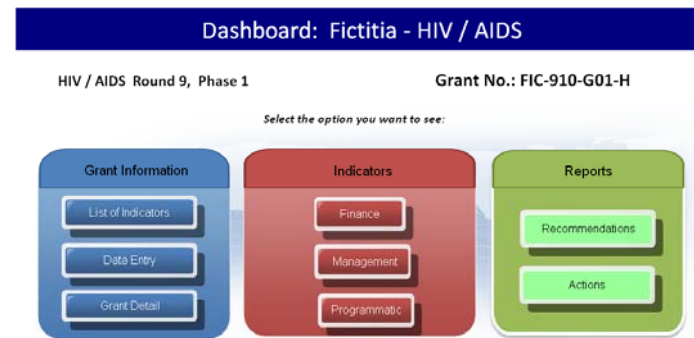 Dashboard: Fictitia - HIV / AIDS
HIV / AIDS Round 9, Phase 1
Grant No.: FIC-910-G01-H
Select the option you want to see:
Grant Information
List of Indicators
Data Entry
Grant Detail
Indicators
Finance
Management
Programmatic
Reports
Recommendations
Actions